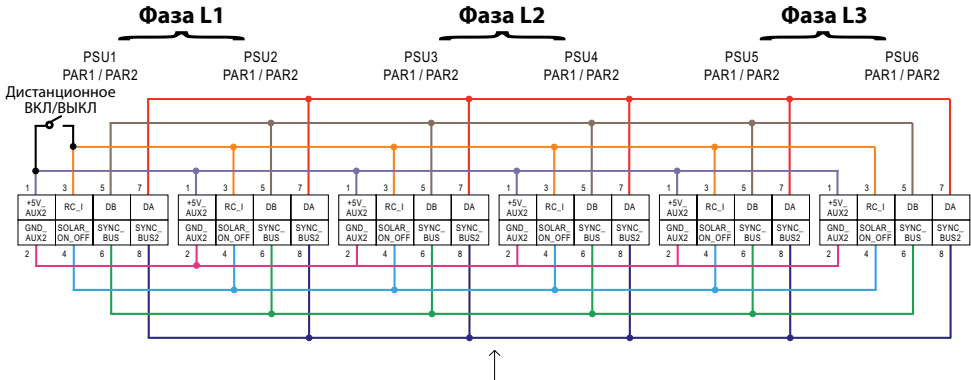 Фаза L1 Фаза L2 Фаза L3
PSU1 PSU2 PSU3 PSU4 PSU5 PSU6
PAR1 / PAR2 PAR1 / PAR2 PAR1 / PAR2 PAR1 / PAR2 PAR1 / PAR2 PAR1 / PAR2
Дистанционное
ВКЛ/ВЫКЛ
1 3 5 7 1 3 5 7 1 3 5 7 1 3 5 7 1 3 5 7 1 3 5 7
+5V_ RC_I DB DA +5V_ RC_I DB DA +5V_ RC_I DB DA +5V_ RC_I DB DA +5V_ RC_I DB DA +5V_ RC_I DB DA
AUX2 AUX2 AUX2 AUX2 AUX2 AUX2
GND_ SOLAR_ SYNC_ SYNC_ GND_ SOLAR_ SYNC_ SYNC_ GND_ SOLAR_ SYNC_ SYNC_ GND_ SOLAR_ SYNC_ SYNC_ GND_ SOLAR_ SYNC_ SYNC_ GND_ SOLAR_ SYNC_ SYNC_
AUX2 ON_OFF BUS BUS2 AUX2 ON_OFF BUS BUS2 AUX2 ON_OFF BUS BUS2 AUX2 ON_OFF BUS BUS2 AUX2 ON_OFF BUS BUS2 AUX2 ON_OFF BUS BUS2
2 4 6 8 2 4 6 8 2 4 6 8 2 4 6 8 2 4 6 8 2 4 6 8